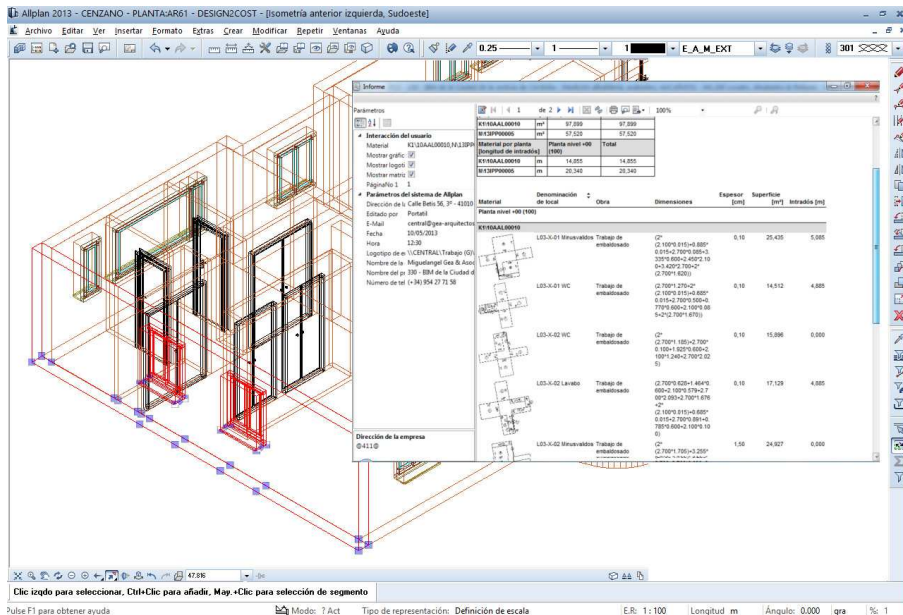 Allplan 2013 - CENZANO - PLANTA:AR61 - DESIGN2COST - [Isometría anterior izquierda, Sudoeste]
Archivo Editar Ver Insertar Formato Extras Crear Modificar Repetir Ventanas Ayuda
0.25 1 1 E_A_M_EXT 301
Informe
Parámetros
Interacción del usuario
Material K1\10AAL00010,N\13IPP
Mostrar gráfic
Mostrar logoti
Mostrar matriz
PáginaNo 1 1
Parámetros del sistema de Allplan
Dirección de l Calle Betis 56, 3º - 41010
Editado por Portatil
E-Mail central@gea-arquitectos
Fecha 10/05/2013
Hora 12:30
Logotipo de e \\CENTRAL\Trabajo (G)\
Nombre de la Miguelangel Gea & Asoc
Nombre del p 330 - BIM de la Ciudad d
Número de tel (+34) 954 27 71 58
Dirección de la empresa
@411@
1 de 2 100%
K1\10AAL00010 m² 97,899 97,899
N\13IPP00005 m² 57,520 57,520
Material por planta [longitud de intradós] Planta nivel +00 (100) Total
K1\10AAL00010 m 14,855 14,855
N\13IPP00005 m 20,340 20,340
Material Denominación de local Obra Dimensiones Espesor [cm] Superficie [m²] Intradós [m]
Planta nivel +00 (100)
K1\10AAL00010
L03-X-01 Minusvalidos Trabajo de embaldosado 0,10 25,435 5,085
L03-X-01 WC Trabajo de embaldosado 0,10 14,512 4,885
L03-X-02 WC Trabajo de embaldosado 0,10 15,896 0,000
L03-X-02 Lavabo Trabajo de embaldosado 0,10 17,129 4,885
L03-X-02 Minusvalidos Trabajo de embaldosado 1,50 24,927 0,000
47.816
Clic izqdo para seleccionar, Ctrl+Clic para añadir, May.+Clic para selección de segmento
Pulse F1 para obtener ayuda Modo: ? Act Tipo de representación: Definición de escala E.R: 1 : 100 Longitud m Ángulo: 0.000 gra %: 1